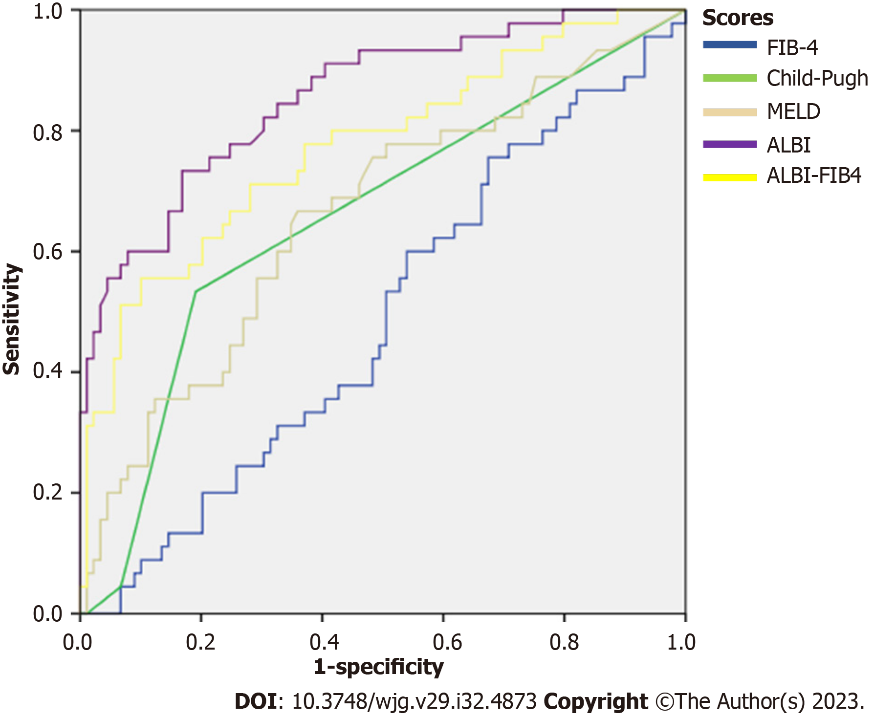 1.0
0.8
0.6
0.4
0.2
0.0
Sensitivity
0.0 0.2 0.4 0.6 0.8 1.0
1-specificity
Scores
FIB-4
Child-Pugh
MELD
ALBI
ALBI-FIB4
DOI: 10.3748/wjg.v29.i32.4873 Copyright ©The Author(s) 2023.